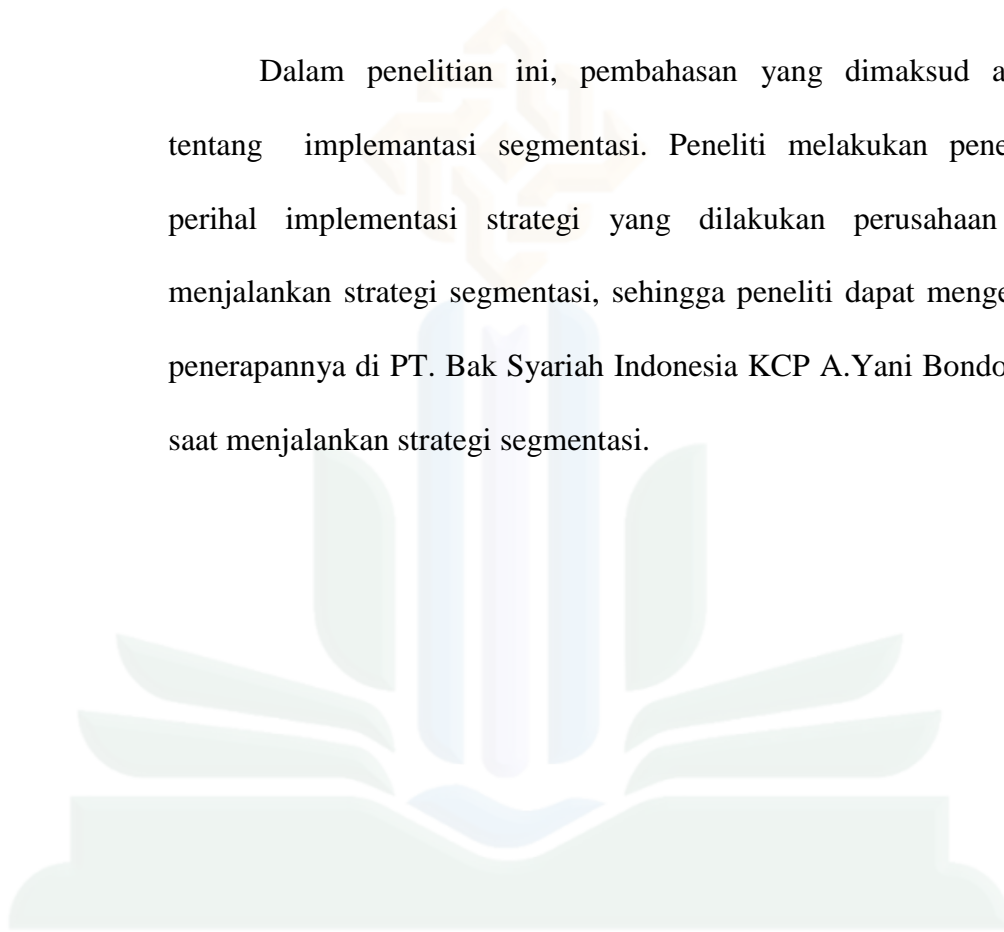 Dalam penelitian ini, pembahasan yang dimaksud a
tentang implemantasi segmentasi. Peneliti melakukan pene
perihal implementasi strategi yang dilakukan perusahaan
menjalankan strategi segmentasi, sehingga peneliti dapat menge
penerapannya di PT. Bak Syariah Indonesia KCP A.Yani Bondo
saat menjalankan strategi segmentasi.